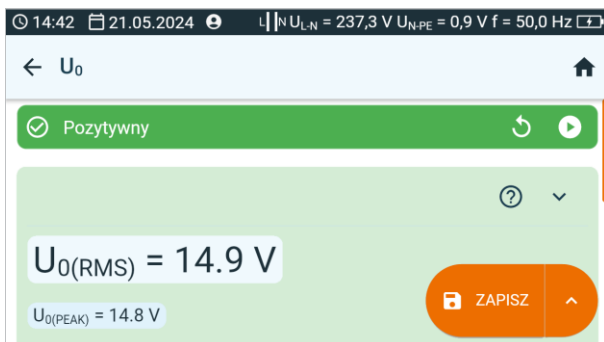 14:42 21.05.2024 L N U L-N = 237,3 V U N-PE = 0,9 V f = 50,0 Hz
U0
Pozytywny
U0(RMS) = 14.9 V
U0(PEAK) = 14.8 V
ZAPISZ